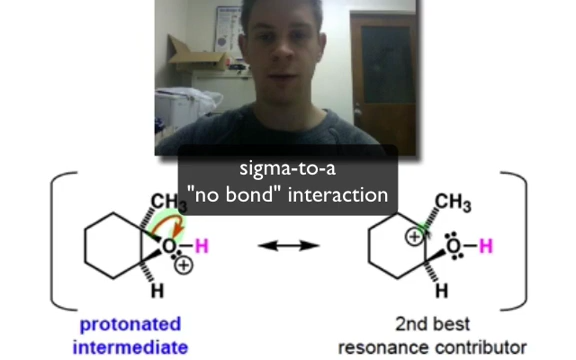 sigma-to-a
"no bond" interaction
CH3
O-H
H
CH3
O-H
H
protonated
intermediate
2nd best
resonance contributor